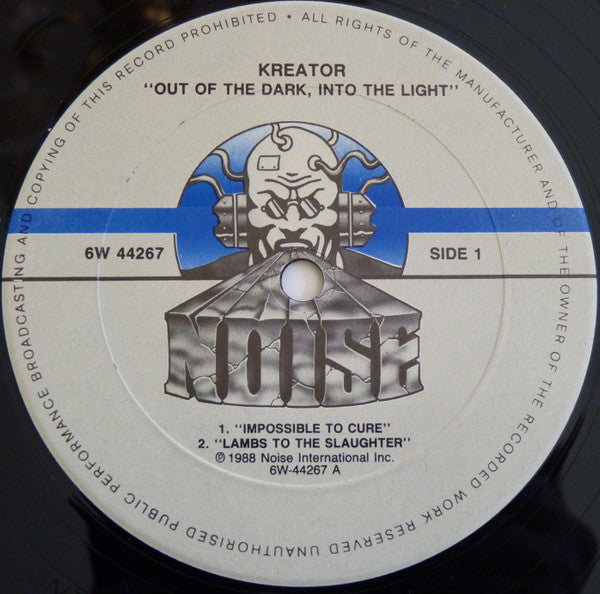 ALL RIGHTS OF THE MANUFACTURER AND OF THE OWNER OF THE RECORDED WORK RESERVED UNAUTHORISED PUBLIC PERFORMANCE BROADCASTING AND COPYING OF THIS RECORD PROHIBITED •
KREATOR
"OUT OF THE DARK, INTO THE LIGHT"
6W 44267
SIDE 1
NOISE
1. "IMPOSSIBLE TO CURE"
2. "LAMBS TO THE SLAUGHTER"
℗ 1988 Noise International Inc.
6W-44267 A